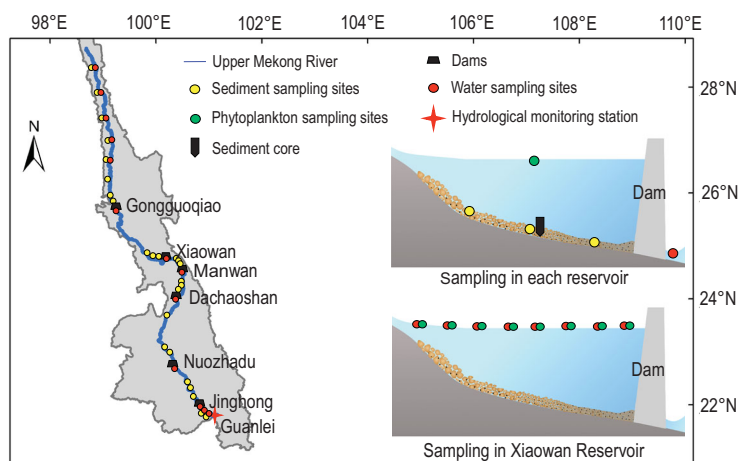 98°E 100°E 102°E 104°E 106°E 108°E 110°E
Upper Mekong River
Dams
Sediment sampling sites
Water sampling sites
Phytoplankton sampling sites
Hydrological monitoring station
Sediment core
N
28°N
26°N
24°N
22°N
Gongguoqiao
Xiaowan
Manwan
Dachaoshan
Nuozhadu
Jinghong
Guanlei
Dam
Sampling in each reservoir
Dam
Sampling in Xiaowan Reservoir